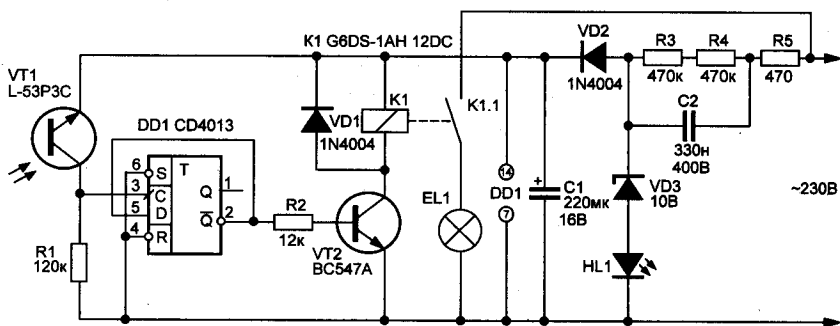 K1 G6DS-1AH 12DC
VT1
L-53P3C
DD1 CD4013
6 S T
3 C Q 1
5 D
4 R Q 2
R1
120к
R2
12к
VD1
1N4004
K1
K1.1
VT2
BC547A
EL1
14
DD1
7
+
C1
220мк
16В
VD2
1N4004
R3
470к
R4
470к
R5
470
C2
330н
400В
VD3
10В
HL1
~230В